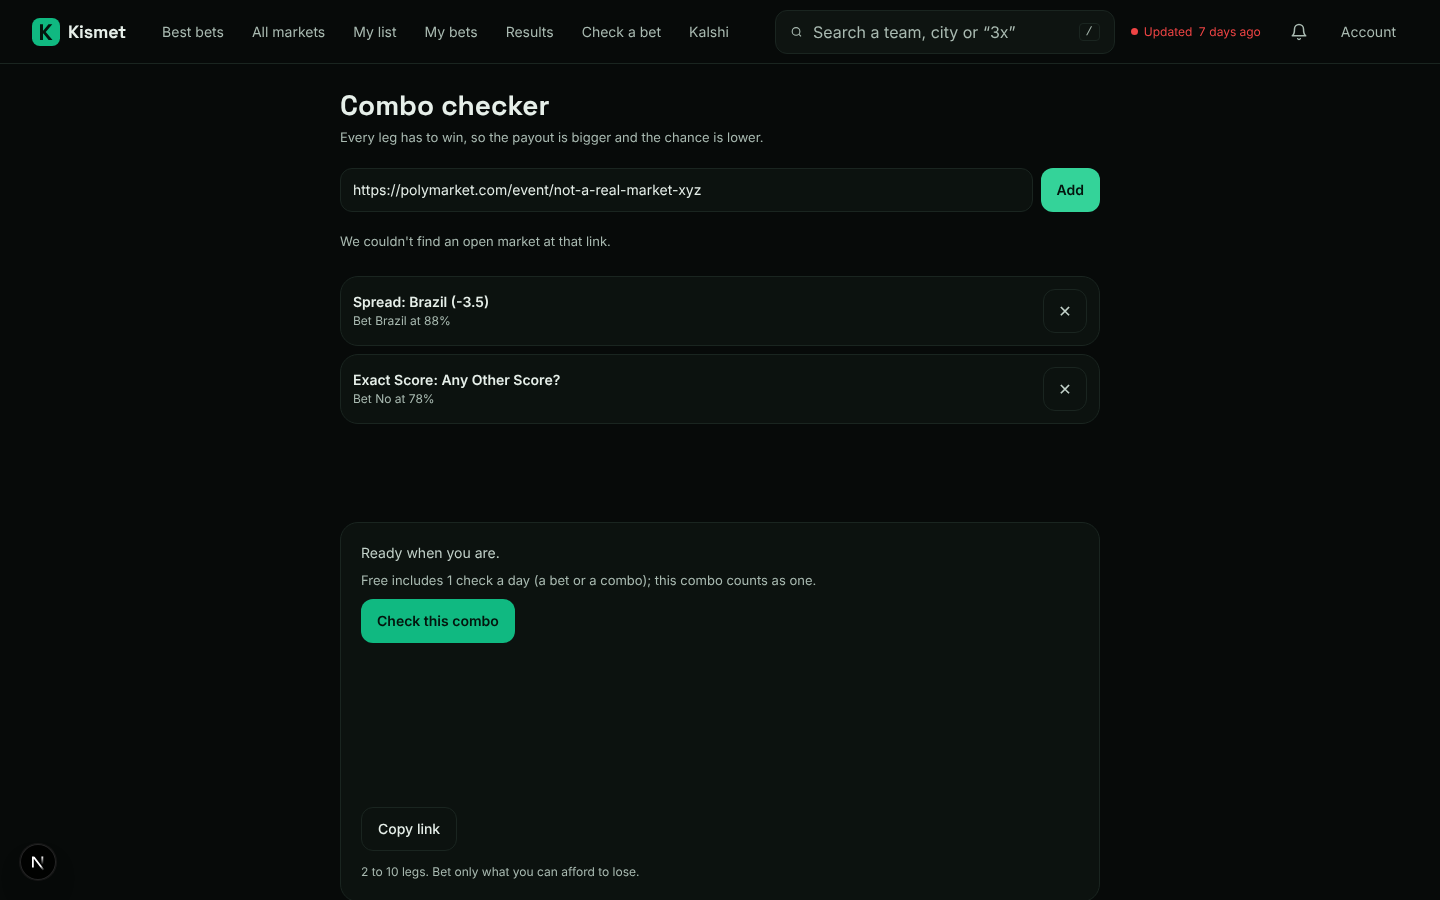 Kismet
Best bets
All markets
My list
My bets
Results
Check a bet
Kalshi
Search a team, city or “3x”
/
Updated 7 days ago
Account
Combo checker
Every leg has to win, so the payout is bigger and the chance is lower.
https://polymarket.com/event/not-a-real-market-xyz
Add
We couldn't find an open market at that link.
Spread: Brazil (-3.5)
Bet Brazil at 88%
Exact Score: Any Other Score?
Bet No at 78%
Ready when you are.
Free includes 1 check a day (a bet or a combo); this combo counts as one.
Check this combo
Copy link
2 to 10 legs. Bet only what you can afford to lose.